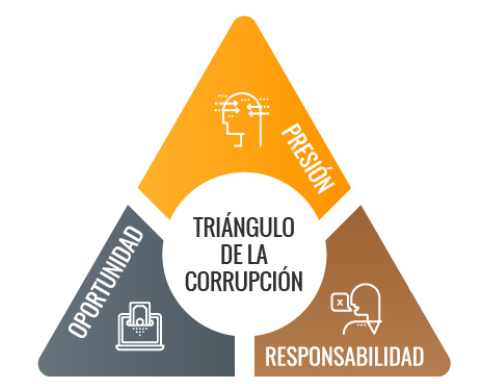 PRESIÓN
TRIÁNGULO
DE LA
CORRUPCIÓN
OPORTUNIDAD
x
RESPONSABILIDAD